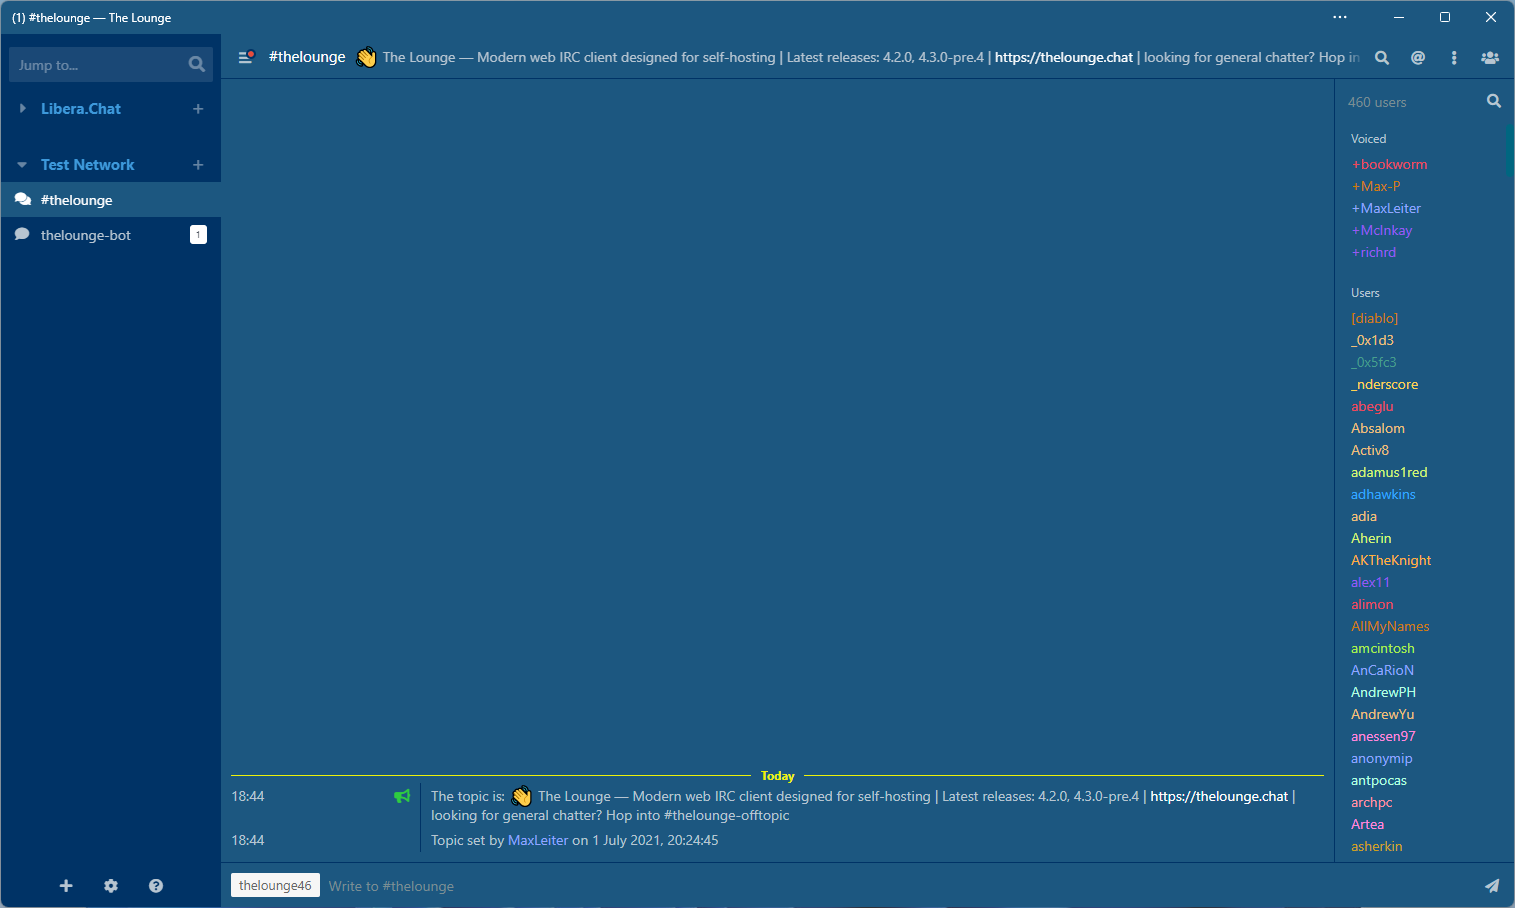 (1) #thelounge — The Lounge
Jump to...
Libera.Chat
Test Network
#thelounge
thelounge-bot 1
#thelounge 👋 The Lounge — Modern web IRC client designed for self-hosting | Latest releases: 4.2.0, 4.3.0-pre.4 | https://thelounge.chat | looking for general chatter? Hop in
Today
18:44 The topic is: 👋 The Lounge — Modern web IRC client designed for self-hosting | Latest releases: 4.2.0, 4.3.0-pre.4 | https://thelounge.chat |
looking for general chatter? Hop into #thelounge-offtopic
18:44 Topic set by MaxLeiter on 1 July 2021, 20:24:45
thelounge46 Write to #thelounge
460 users
Voiced
+bookworm
+Max-P
+MaxLeiter
+McInkay
+richrd
Users
[diablo]
_0x1d3
_0x5fc3
_nderscore
abeglu
Absalom
Activ8
adamus1red
adhawkins
adia
Aherin
AKTheKnight
alex11
alimon
AllMyNames
amcintosh
AnCaRioN
AndrewPH
AndrewYu
anessen97
anonymip
antpocas
archpc
Artea
asherkin